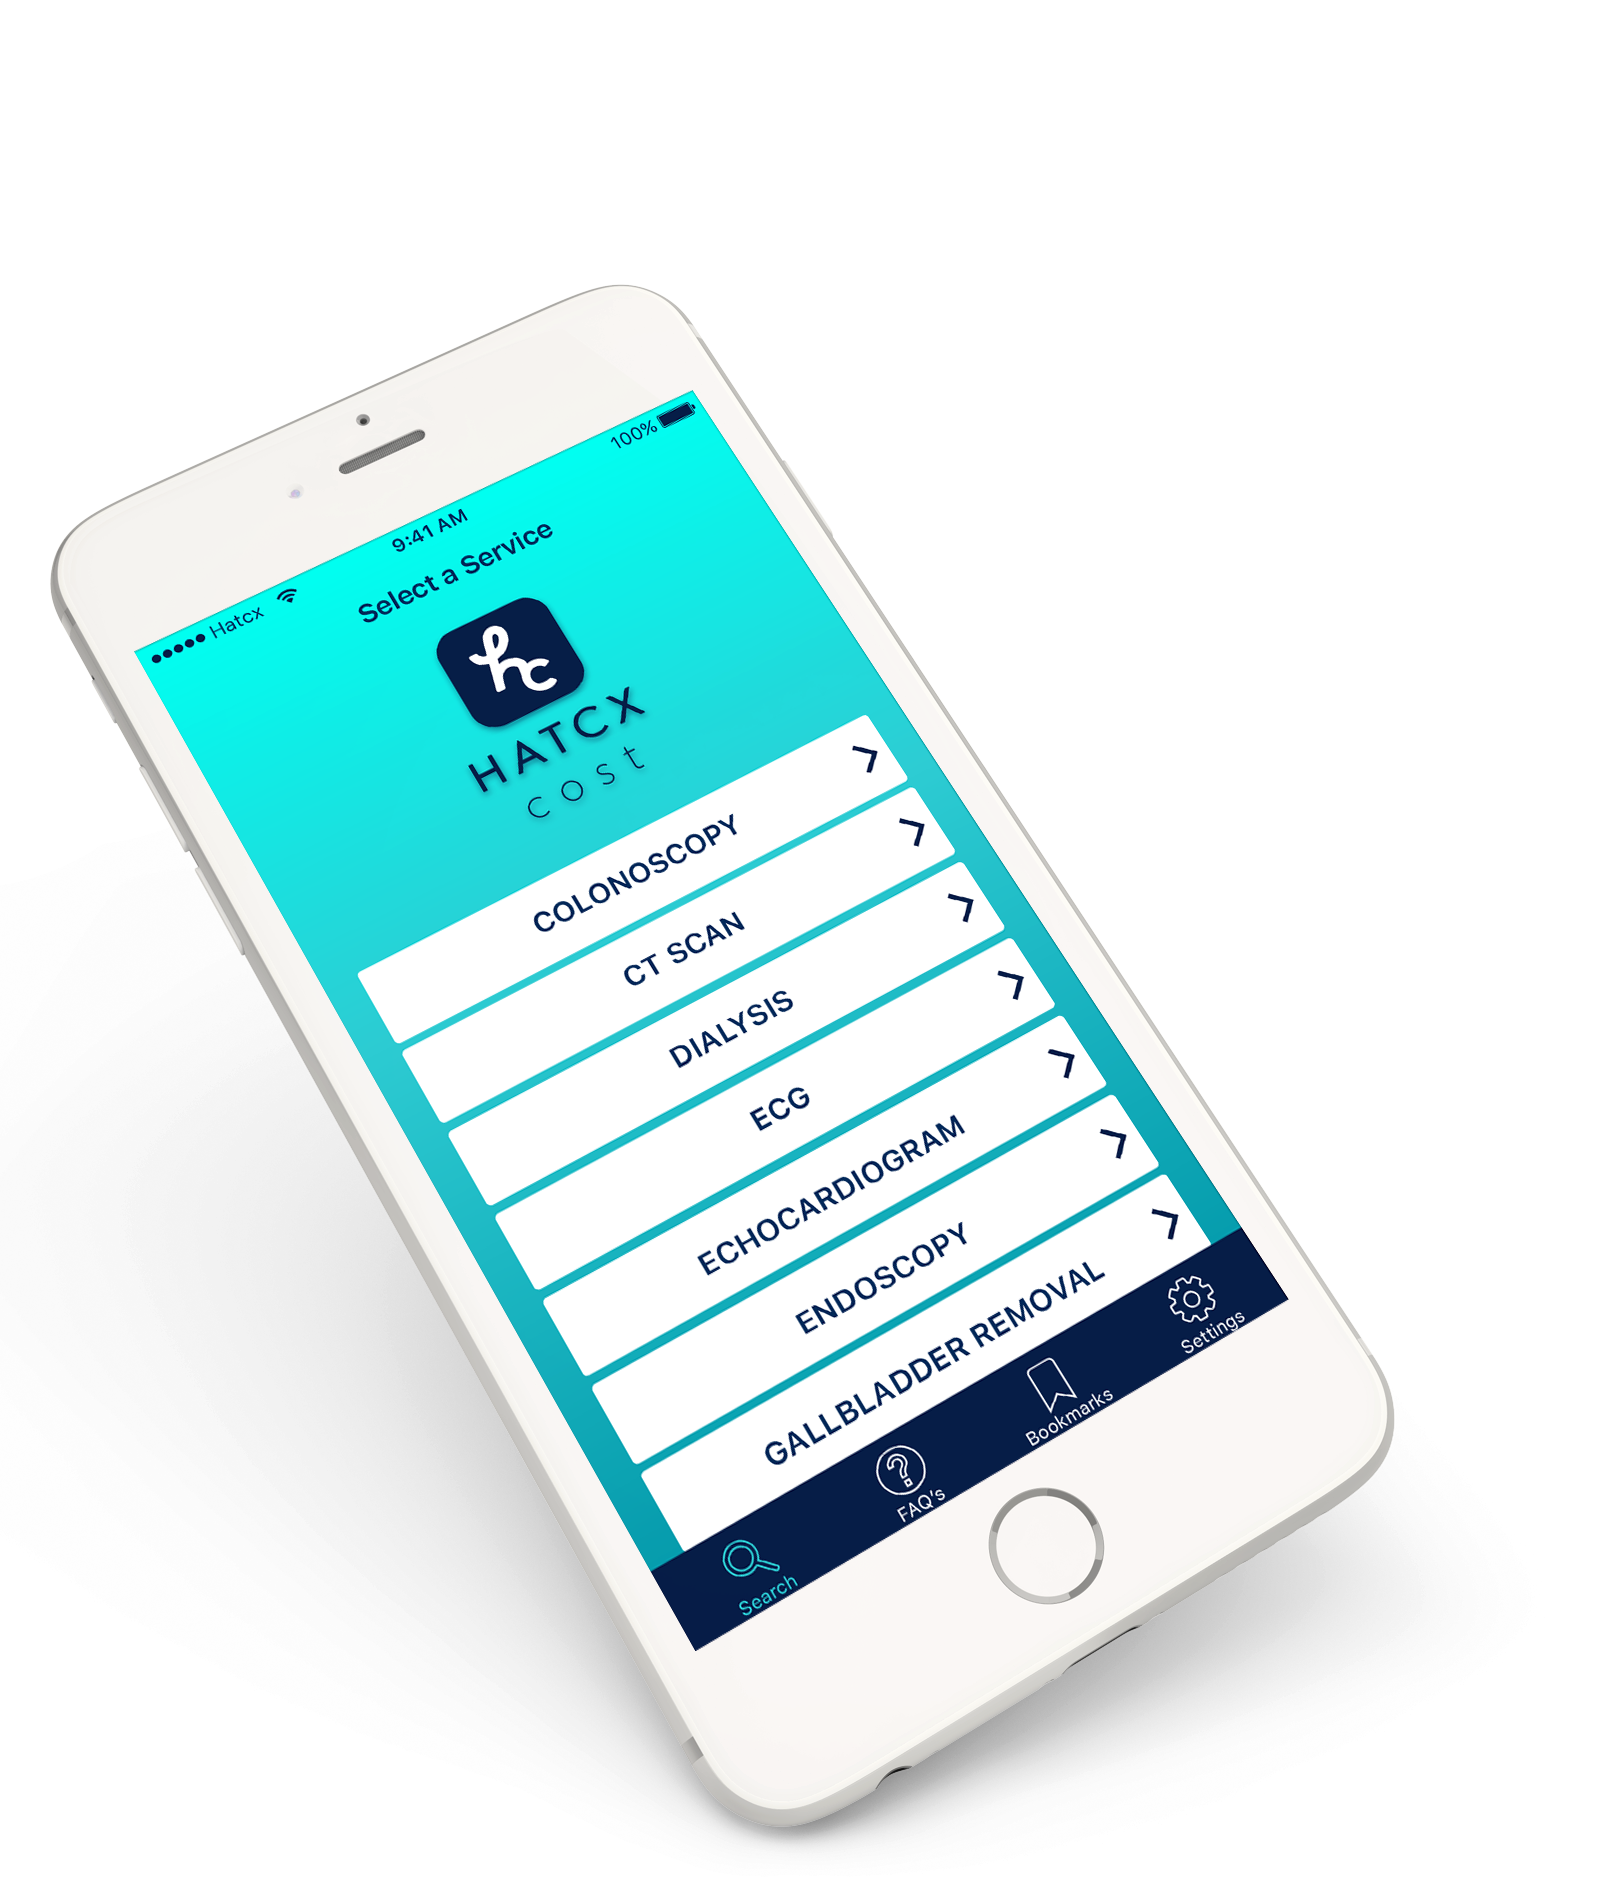 Hatcx 9:41 AM 100%
Select a Service
hc
HATCX
cost
COLONOSCOPY
CT SCAN
DIALYSIS
ECG
ECHOCARDIOGRAM
ENDOSCOPY
GALLBLADDER REMOVAL
Search FAQ's Bookmarks Settings